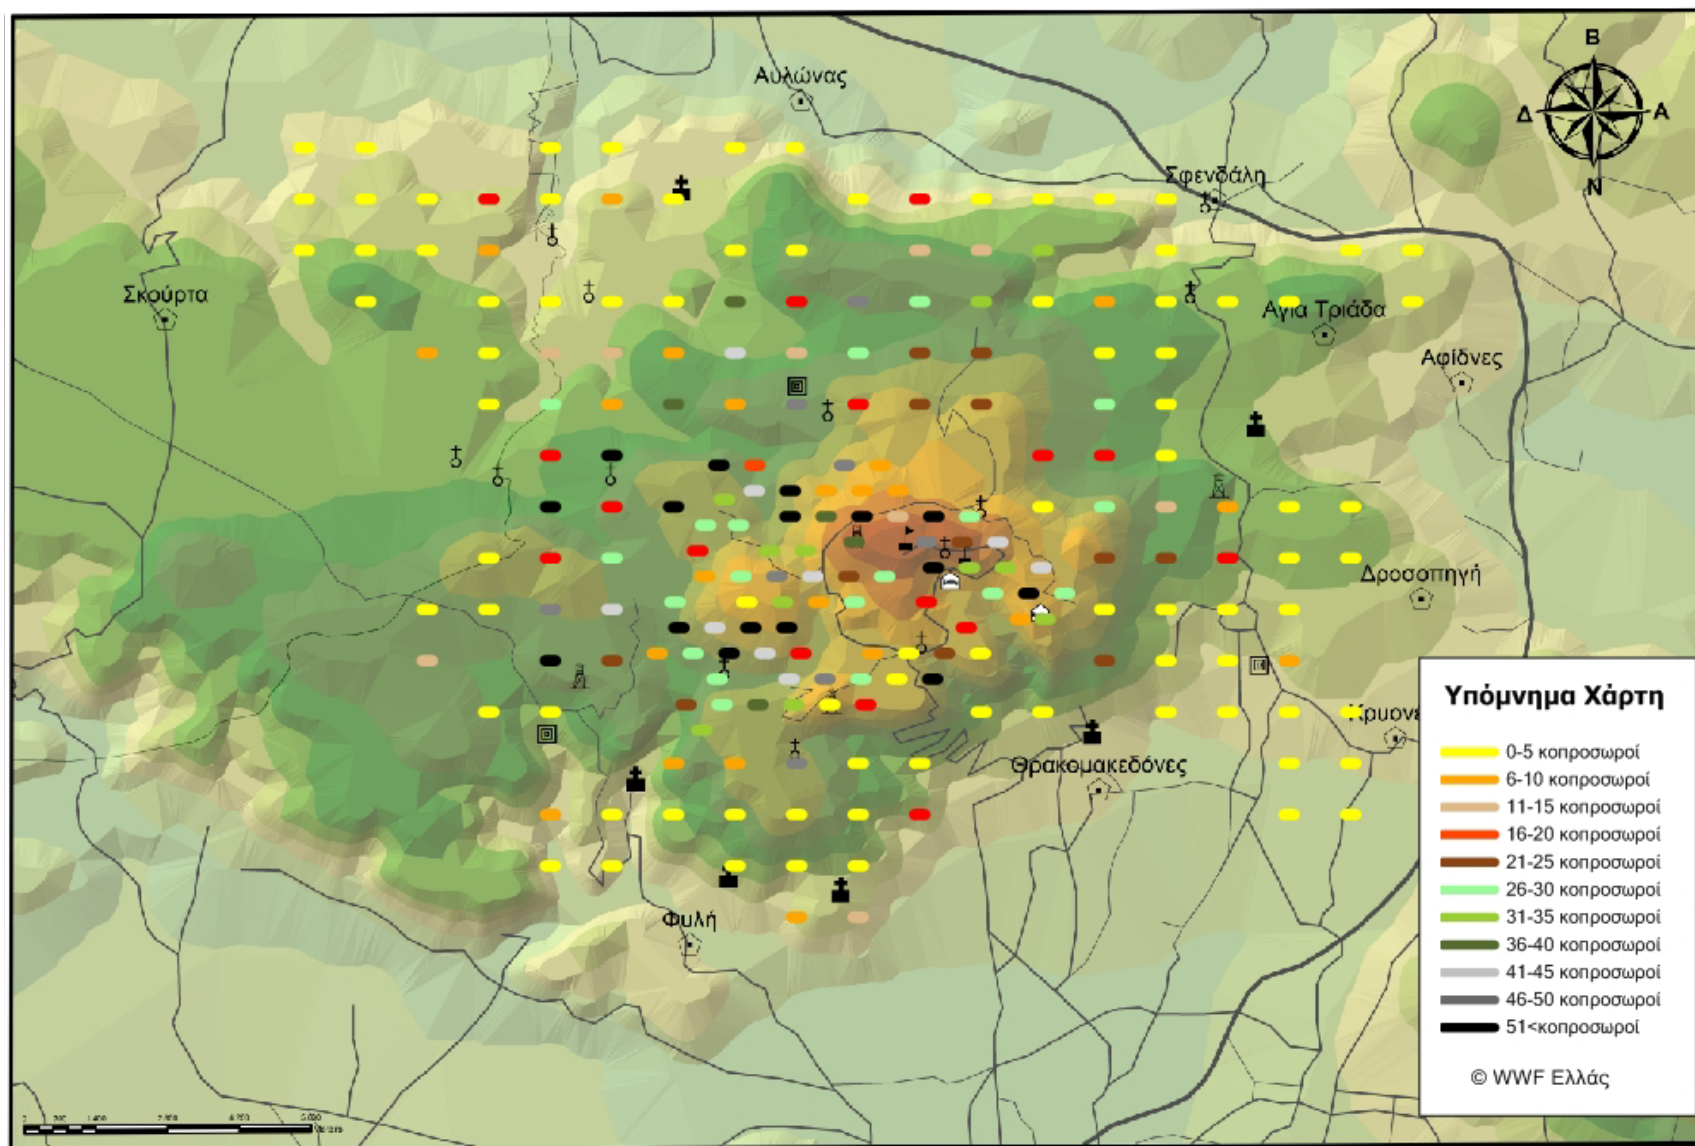 Αυλώνας
Β
Δ
Α
Ν
Σφενδάλη
Σκούρτα
Αγια Τριάδα
Αφίδνες
Δροσοπηγή
Θρακομακεδόνες
Φυλή
Υπόμνημα Χάρτη
0-5 κοπροσωροί
6-10 κοπροσωροί
11-15 κοπροσωροί
16-20 κοπροσωροί
21-25 κοπροσωροί
26-30 κοπροσωροί
31-35 κοπροσωροί
36-40 κοπροσωροί
41-45 κοπροσωροί
46-50 κοπροσωροί
51<κοπροσωροί
© WWF Ελλάς